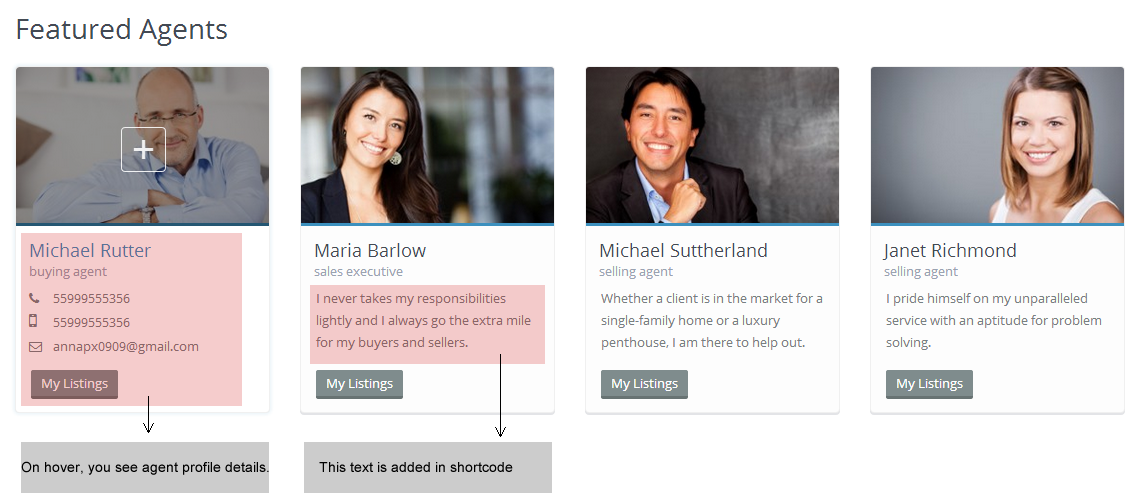 Featured Agents
Michael Rutter
buying agent
55999555356
55999555356
annapx0909@gmail.com
My Listings
Maria Barlow
sales executive
I never takes my responsibilities
lightly and I always go the extra mile
for my buyers and sellers.
My Listings
Michael Suttherland
selling agent
Whether a client is in the market for a
single-family home or a luxury
penthouse, I am there to help out.
My Listings
Janet Richmond
selling agent
I pride himself on my unparalleled
service with an aptitude for problem
solving.
My Listings
On hover, you see agent profile details.
This text is added in shortcode